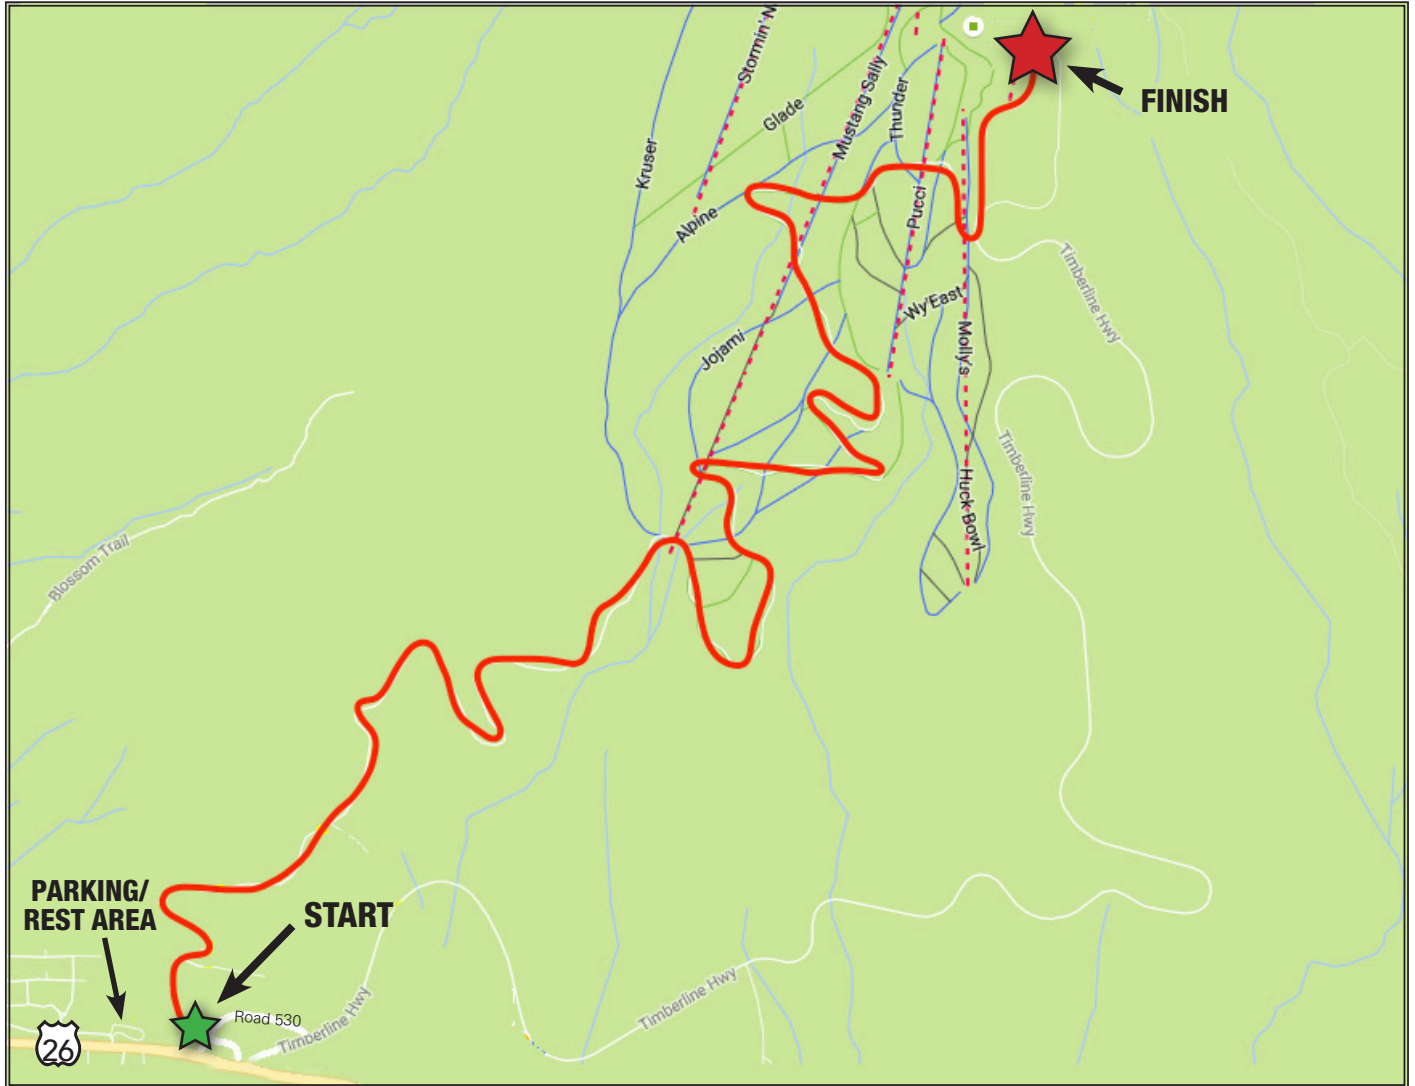 Stormin' N
Glade
Mustang Sally
Thunder
FINISH
Kruser
Alpine
Pucci
Timberline Hwy
Wy'East
Jojami
Molly's
Timberline Hwy
Huck Bowl
Blossom Trail
PARKING/
REST AREA
START
Road 530
Timberline Hwy
Timberline Hwy
26